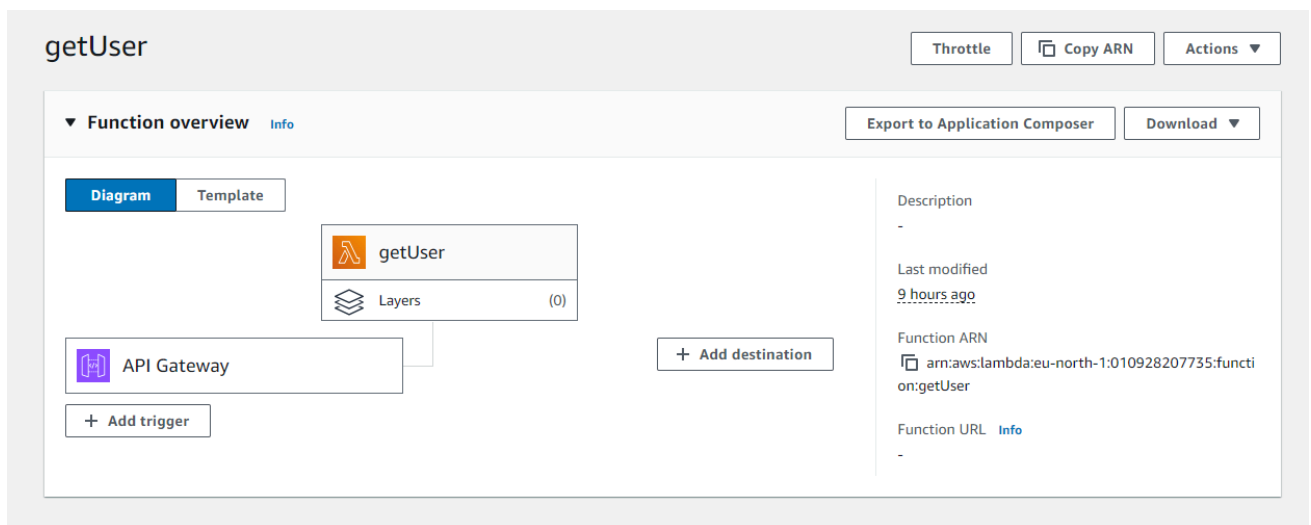 getUser
Throttle
Copy ARN
Actions
Function overview Info
Export to Application Composer
Download
Diagram
Template
getUser
Layers (0)
API Gateway
+ Add trigger
+ Add destination
Description
-
Last modified
9 hours ago
Function ARN
arn:aws:lambda:eu-north-1:010928207735:functi
on:getUser
Function URL Info
-